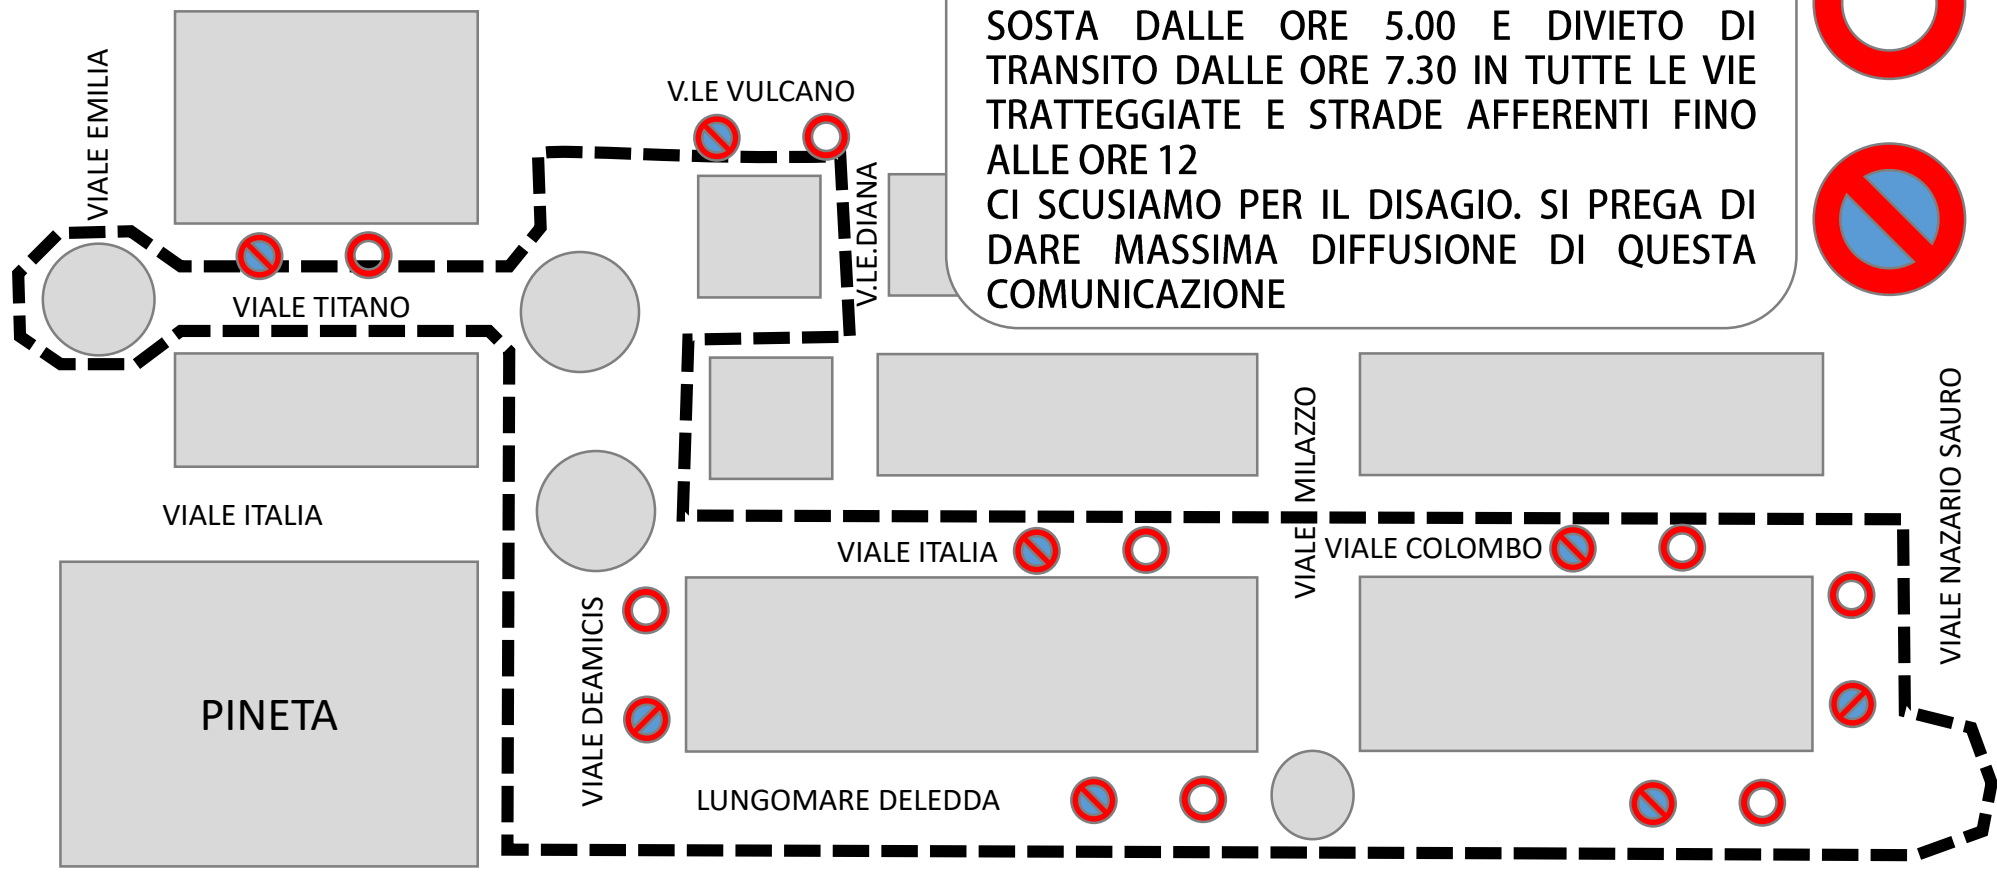 SOSTA DALLE ORE 5.00 E DIVIETO DI
TRANSITO DALLE ORE 7.30 IN TUTTE LE VIE
TRATTEGGIATE E STRADE AFFERENTI FINO
ALLE ORE 12
CI SCUSIAMO PER IL DISAGIO. SI PREGA DI
DARE MASSIMA DIFFUSIONE DI QUESTA
COMUNICAZIONE
VIALE EMILIA
V.LE VULCANO
V.LE.DIANA
VIALE TITANO
VIALE ITALIA
VIALE ITALIA
VIALE MILAZZO
VIALE COLOMBO
VIALE NAZARIO SAURO
PINETA
VIALE DEAMICIS
LUNGOMARE DELEDDA